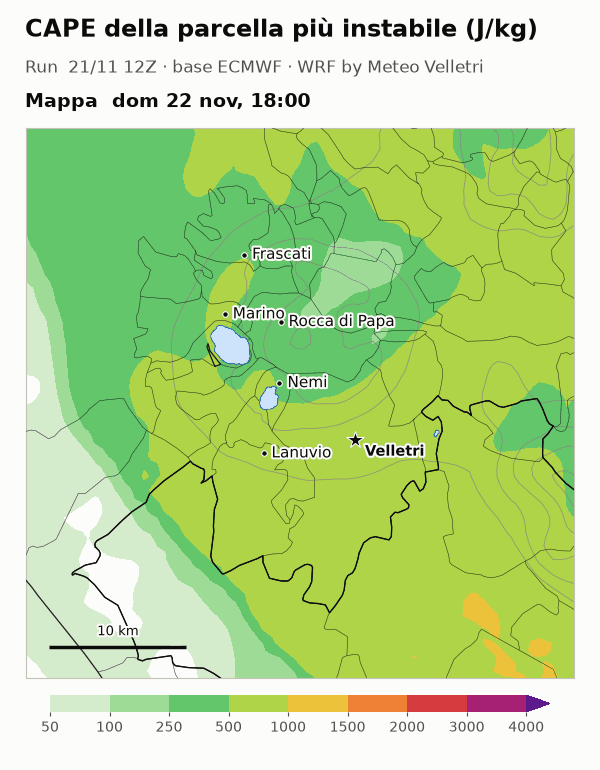 CAPE della parcella più instabile (J/kg)
Run  21/11 12Z · base ECMWF · WRF by Meteo Velletri
Mappa  dom 22 nov, 18:00
Frascati
Marino
Rocca di Papa
Nemi
Velletri
Lanuvio
10 km
50 100 250 500 1000 1500 2000 3000 4000